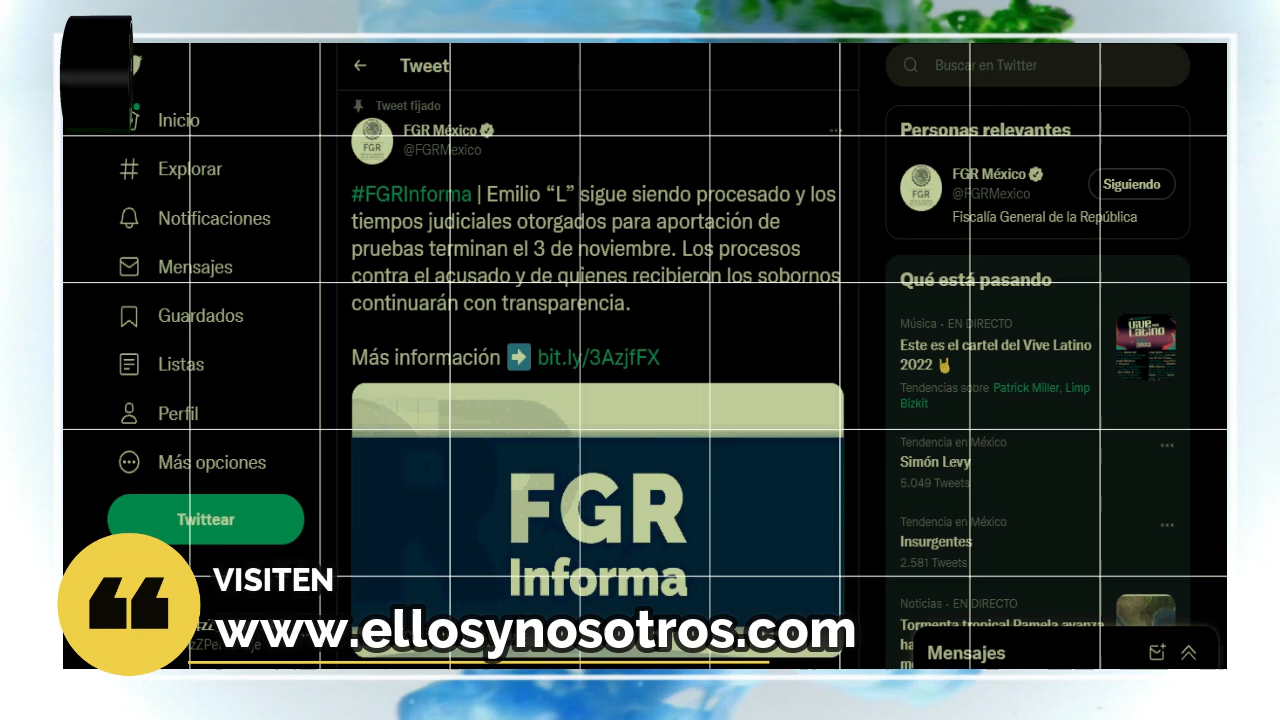 Tweet
Buscar en Twitter
Tweet fijado
Inicio
FGR México
@FGRMexico
Personas relevantes
Explorar
FGR México
@FGRMexico
Siguiendo
Fiscalía General de la República
#FGRInforma | Emilio “L” sigue siendo procesado y los
tiempos judiciales otorgados para aportación de
pruebas terminan el 3 de noviembre. Los procesos
contra el acusado y de quienes recibieron los sobornos
continuarán con transparencia.
Notificaciones
Mensajes
Guardados
Listas
Perfil
Más opciones
Twittear
Más información ➡ bit.ly/3AzjfFX
FGR
Informa
Qué está pasando
Música · EN DIRECTO
Este es el cartel del Vive Latino
2022 🤘
Tendencias sobre Patrick Miller, Limp
Bizkit
Tendencia en México
Simón Levy
5.049 Tweets
Tendencia en México
Insurgentes
2.581 Tweets
Noticias · EN DIRECTO
Tormenta tropical Pamela avanza
Mensajes
VISITEN
www.ellosynosotros.com